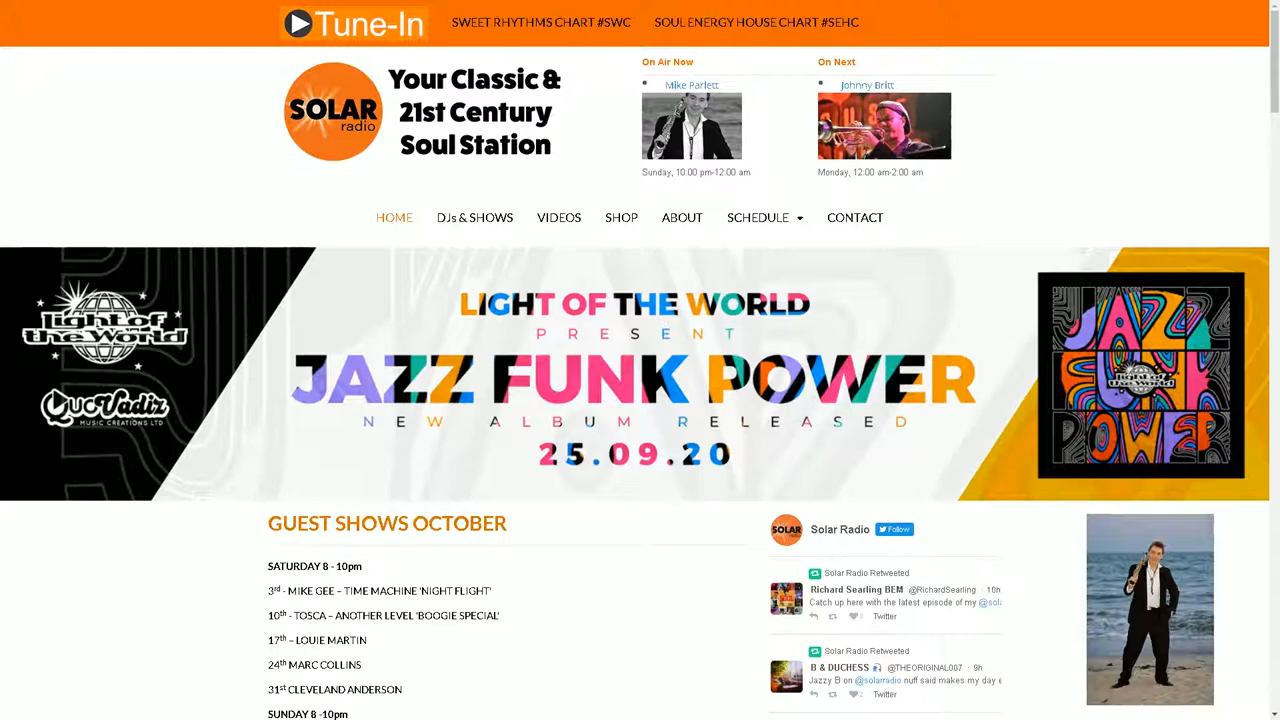 Tune-In
SWEET RHYTHMS CHART #SWC
SOUL ENERGY HOUSE CHART #SEHC
SOLAR
radio
Your Classic &
21st Century
Soul Station
On Air Now
Mike Parlett
Sunday, 10:00 pm-12:00 am
On Next
Johnny Britt
Monday, 12:00 am-2:00 am
HOME
DJs & SHOWS
VIDEOS
SHOP
ABOUT
SCHEDULE
CONTACT
light of
the World
QuoVadiz
MUSIC CREATIONS LTD
LIGHT OF THE WORLD
PRESENT
JAZZ FUNK POWER
NEW ALBUM RELEASED
25.09.20
JAZZ
FUNK
POWER
GUEST SHOWS OCTOBER
SATURDAY 8 - 10pm
3rd - MIKE GEE – TIME MACHINE 'NIGHT FLIGHT'
10th - TOSCA – ANOTHER LEVEL 'BOOGIE SPECIAL'
17th – LOUIE MARTIN
24th MARC COLLINS
31st CLEVELAND ANDERSON
SUNDAY 8 -10pm
SOLAR
Solar Radio
Follow
Solar Radio Retweeted
Richard Searling BEM @RichardSearling · 10h
Catch up here with the latest episode of my @sola
Twitter
Solar Radio Retweeted
B & DUCHESS @THEORIGINAL007 · 9h
Jazzy B on @solarradio nuff said makes my day e
2 Twitter